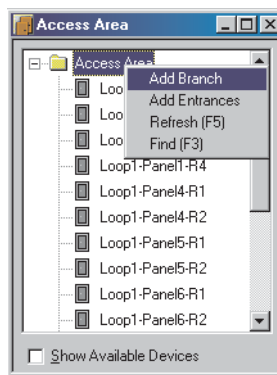 Access Area
Access Area
Add Branch
Add Entrances
Refresh (F5)
Find (F3)
Loop1-Panel1-R4
Loop1-Panel4-R1
Loop1-Panel4-R2
Loop1-Panel5-R1
Loop1-Panel5-R2
Loop1-Panel6-R1
Loop1-Panel6-R2
Show Available Devices